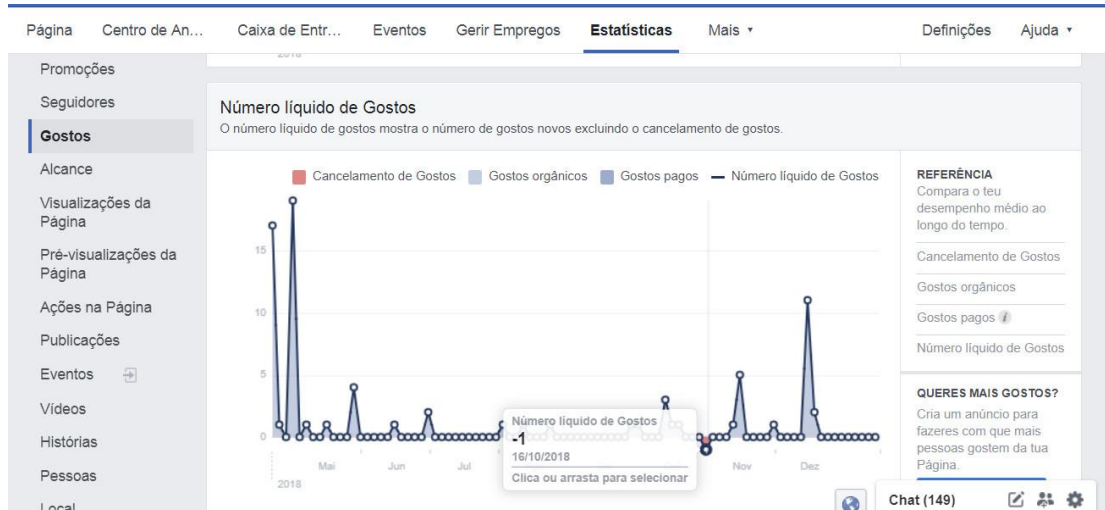 Página Centro de An... Caixa de Entr... Eventos Gerir Empregos Estatísticas Mais Definições Ajuda
Promoções
Seguidores
Gostos
Alcance
Visualizações da
Página
Pré-visualizações da
Página
Ações na Página
Publicações
Eventos
Vídeos
Histórias
Pessoas
Local
2018
Número líquido de Gostos
O número líquido de gostos mostra o número de gostos novos excluindo o cancelamento de gostos.
Cancelamento de Gostos Gostos orgânicos Gostos pagos Número líquido de Gostos
15
10
5
0
Mai Jun Jul Nov Dez
2018
Número líquido de Gostos
-1
16/10/2018
Clica ou arrasta para selecionar
REFERÊNCIA
Compara o teu
desempenho médio ao
longo do tempo.
Cancelamento de Gostos
Gostos orgânicos
Gostos pagos i
Número líquido de Gostos
QUERES MAIS GOSTOS?
Cria um anúncio para
fazeres com que mais
pessoas gostem da tua
Página.
Chat (149)